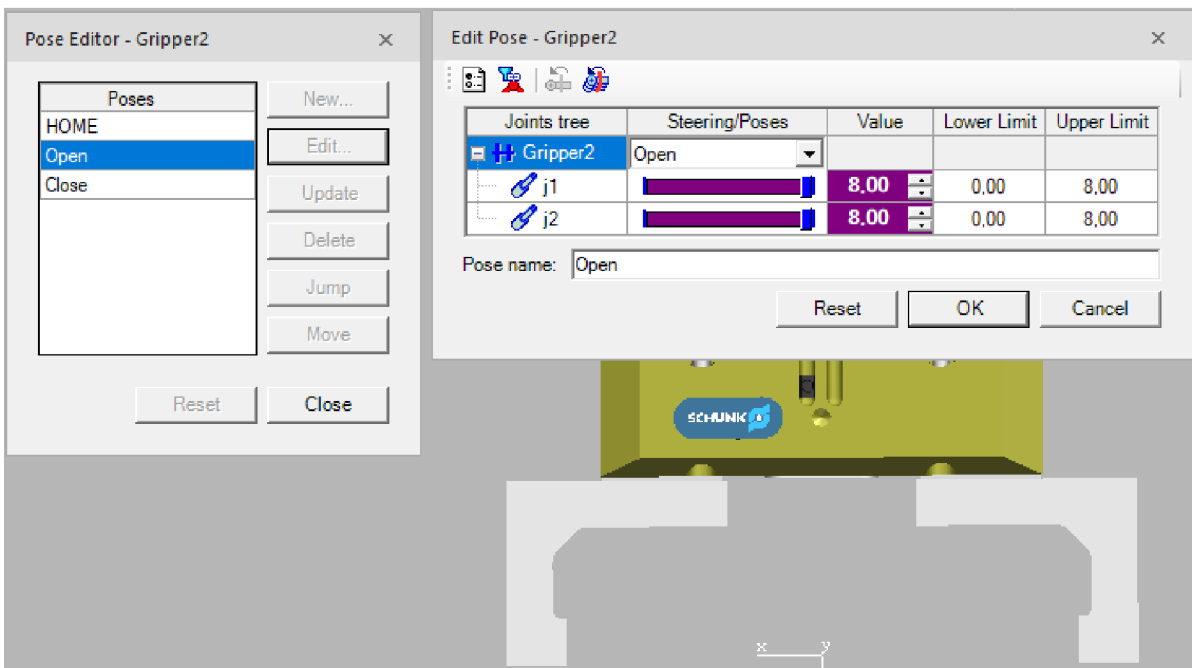 Pose Editor - Gripper2
Poses
HOME
Open
Close
New...
Edit...
Update
Delete
Jump
Move
Reset
Close
Edit Pose - Gripper2
Joints tree Steering/Poses Value Lower Limit Upper Limit
Gripper2 Open
j1 8,00 0,00 8,00
j2 8,00 0,00 8,00
Pose name: Open
Reset OK Cancel
SCHUNK
x y